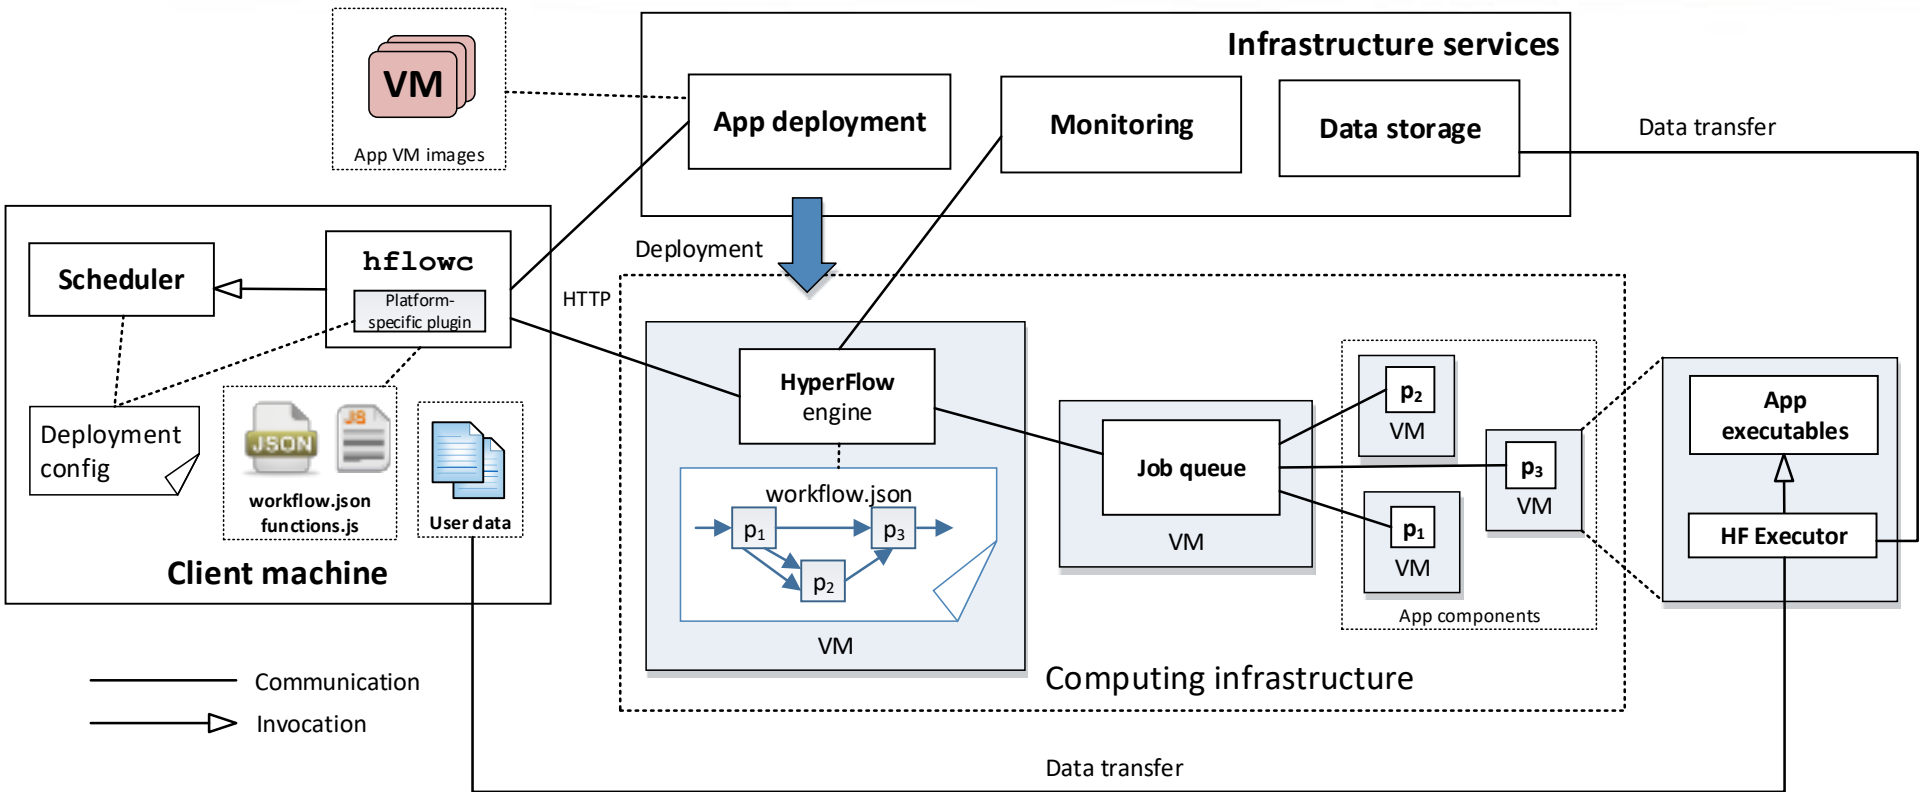 Infrastructure services
VM
App VM images
App deployment
Monitoring
Data storage
Data transfer
Deployment
Scheduler
hflowc
Platform-
specific plugin
HTTP
Deployment
config
JSON
JS
workflow.json
functions.js
User data
Client machine
HyperFlow
engine
workflow.json
p1
p3
p2
VM
Job queue
VM
p2
VM
p3
VM
p1
VM
App components
App
executables
HF Executor
Computing infrastructure
Communication
Invocation
Data transfer